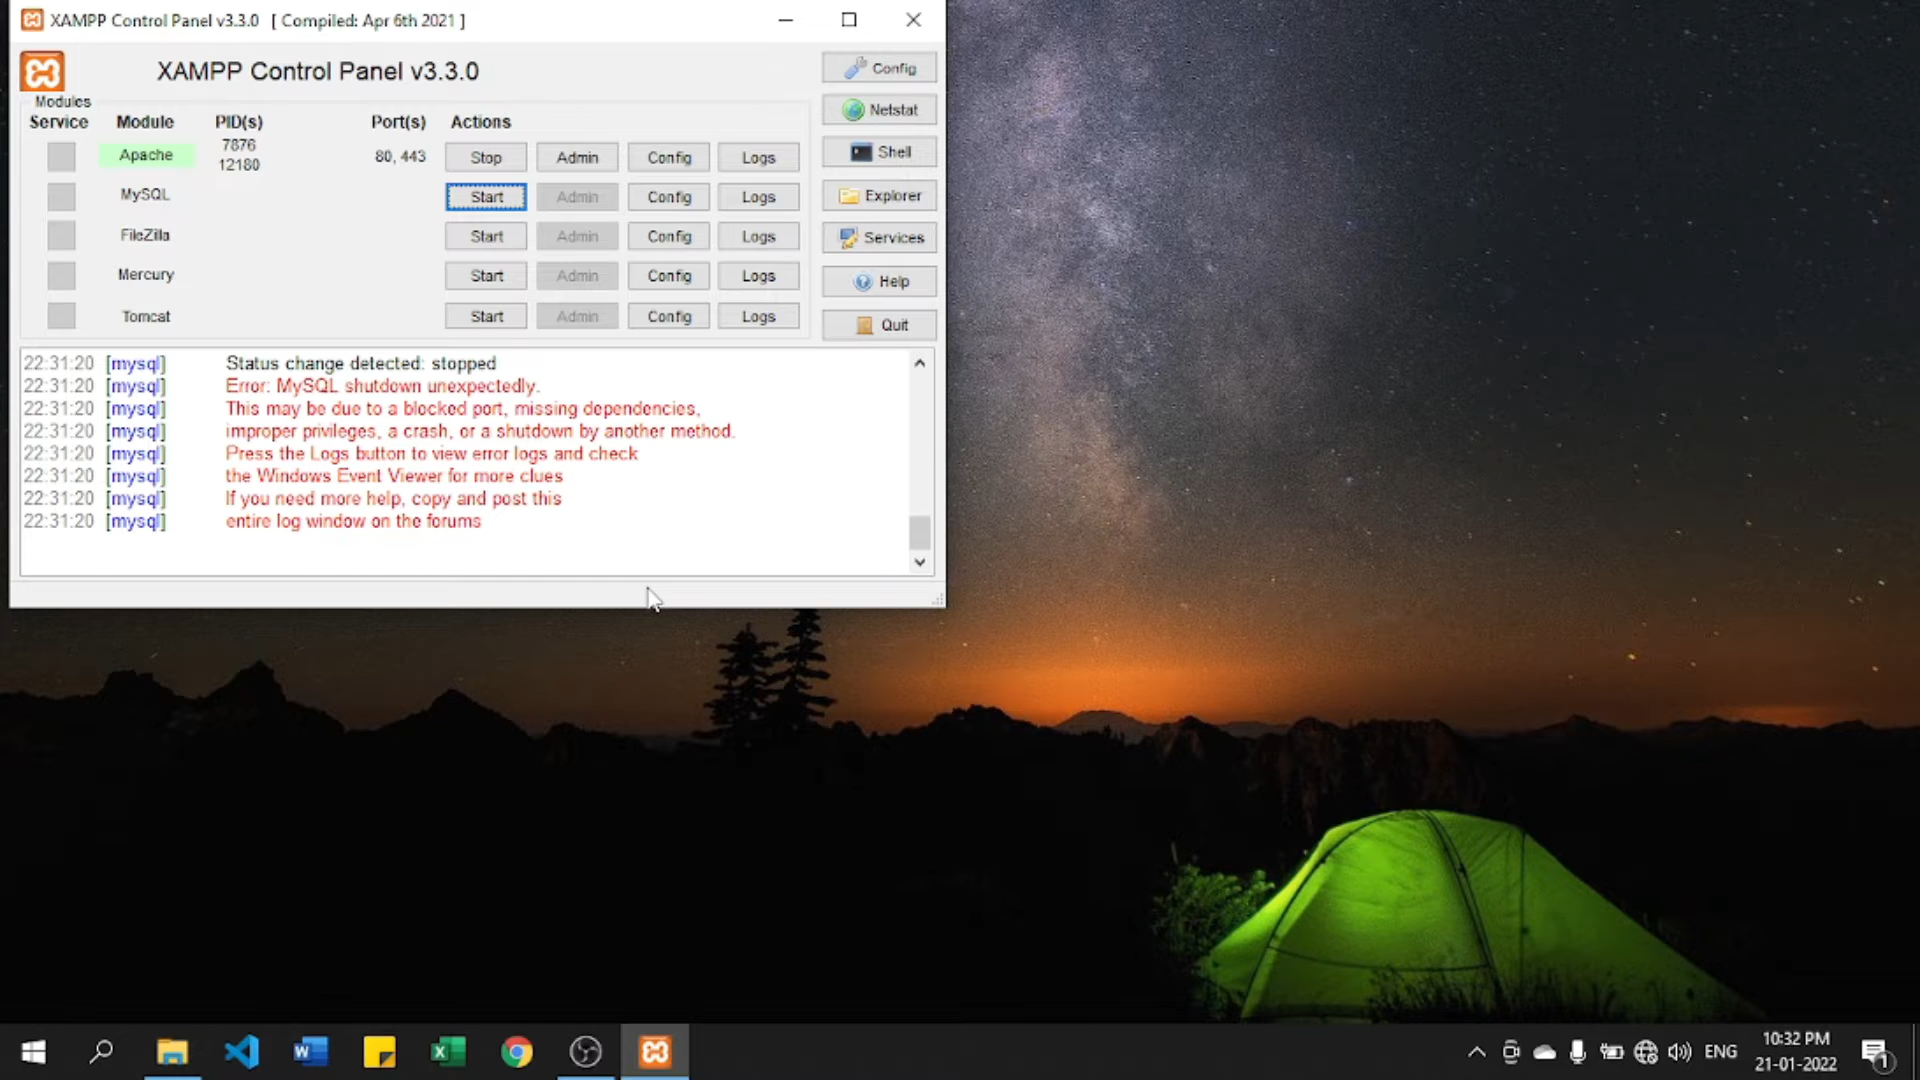 XAMPP Control Panel v3.3.0 [ Compiled: Apr 6th 2021 ]
XAMPP Control Panel v3.3.0
Config
Modules
Service Module PID(s) Port(s) Actions
Netstat
Apache 7876 12180 80, 443 Stop Admin Config Logs
Shell
MySQL Start Admin Config Logs
Explorer
FileZilla Start Admin Config Logs
Services
Mercury Start Admin Config Logs
Help
Tomcat Start Admin Config Logs
Quit
22:31:20 [mysql] Status change detected: stopped
22:31:20 [mysql] Error: MySQL shutdown unexpectedly.
22:31:20 [mysql] This may be due to a blocked port, missing dependencies,
22:31:20 [mysql] improper privileges, a crash, or a shutdown by another method.
22:31:20 [mysql] Press the Logs button to view error logs and check
22:31:20 [mysql] the Windows Event Viewer for more clues
22:31:20 [mysql] If you need more help, copy and post this
22:31:20 [mysql] entire log window on the forums
ENG
10:32 PM
21-01-2022
1